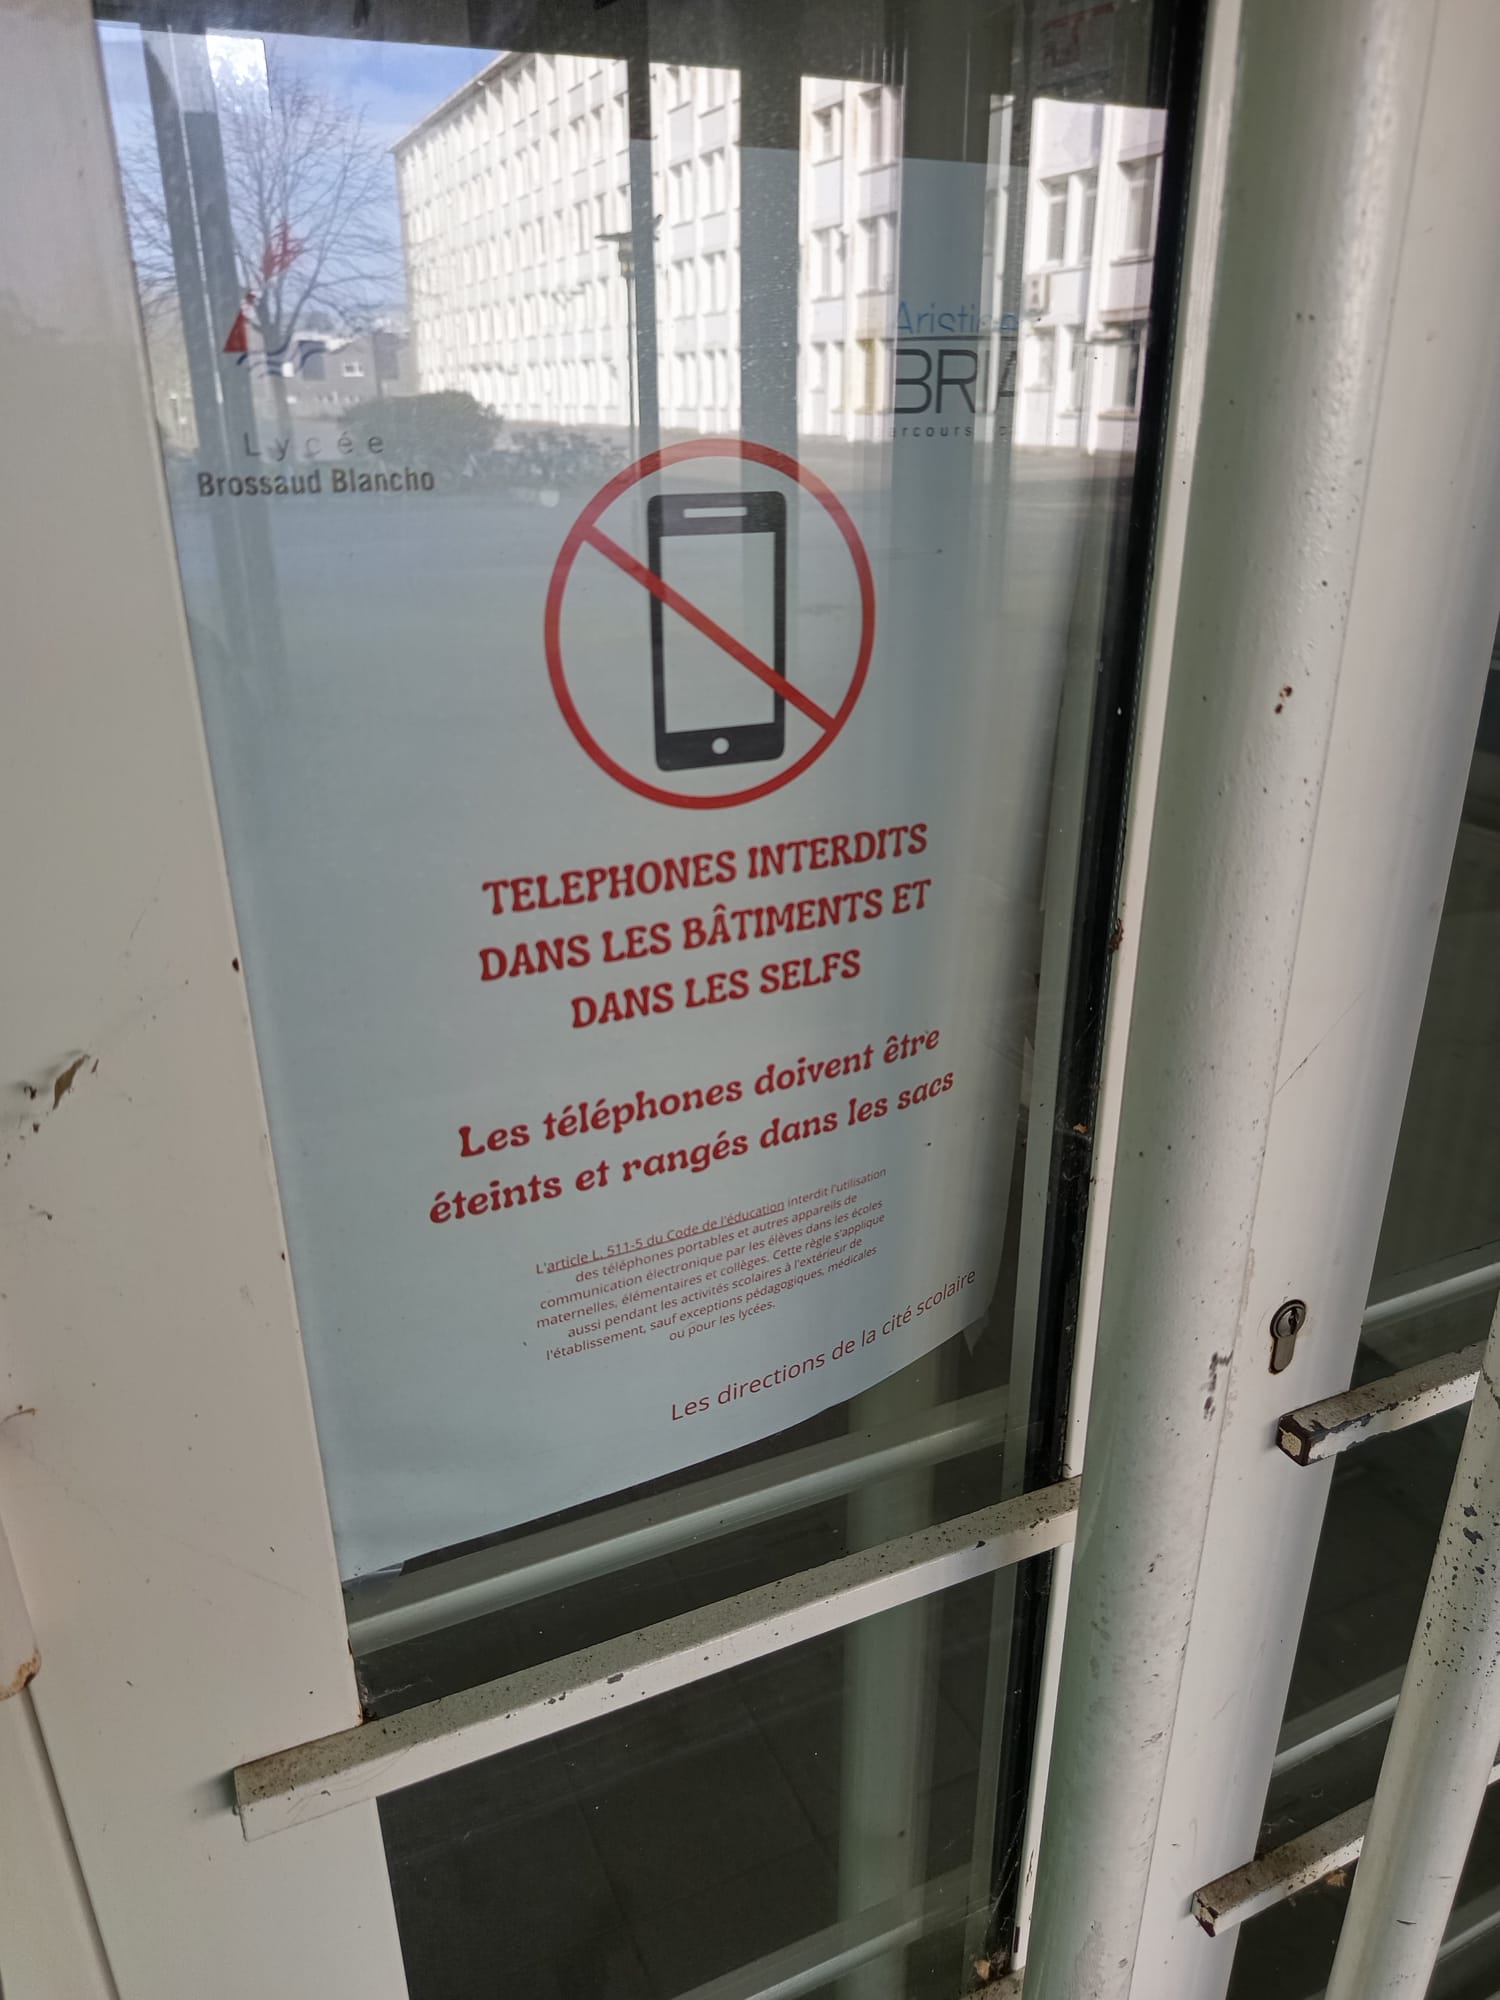 Lycée
Brossaud Blancho
BRIA
TELEPHONES INTERDITS
DANS LES BÂTIMENTS ET
DANS LES SELFS
Les téléphones doivent être
éteints et rangés dans les sacs
L'article L. 511-5 du Code de l'éducation interdit l'utilisation
des téléphones portables et autres appareils de
communication électronique par les élèves dans les écoles
maternelles, élémentaires et collèges. Cette règle s'applique
aussi pendant les activités scolaires à l'extérieur de
l'établissement, sauf exceptions pédagogiques, médicales
ou pour les lycées.
Les directions de la cité scolaire